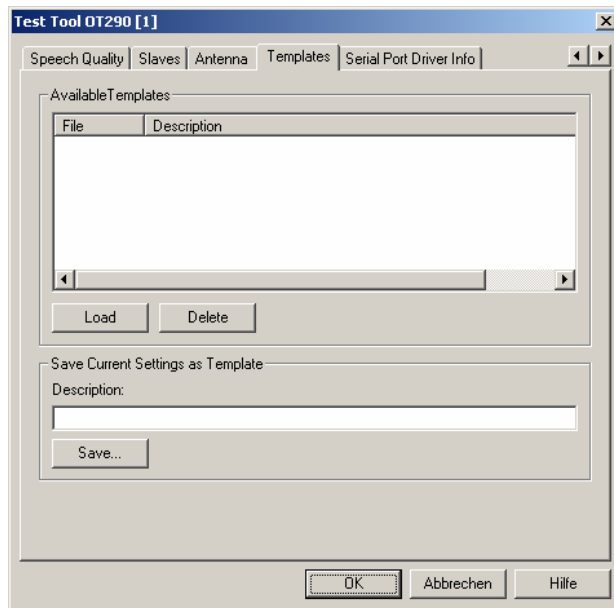 Test Tool OT290 [1]
Speech Quality Slaves Antenna Templates Serial Port Driver Info
AvailableTemplates
File Description
Load Delete
Save Current Settings as Template
Description:
Save...
OK Abbrechen Hilfe